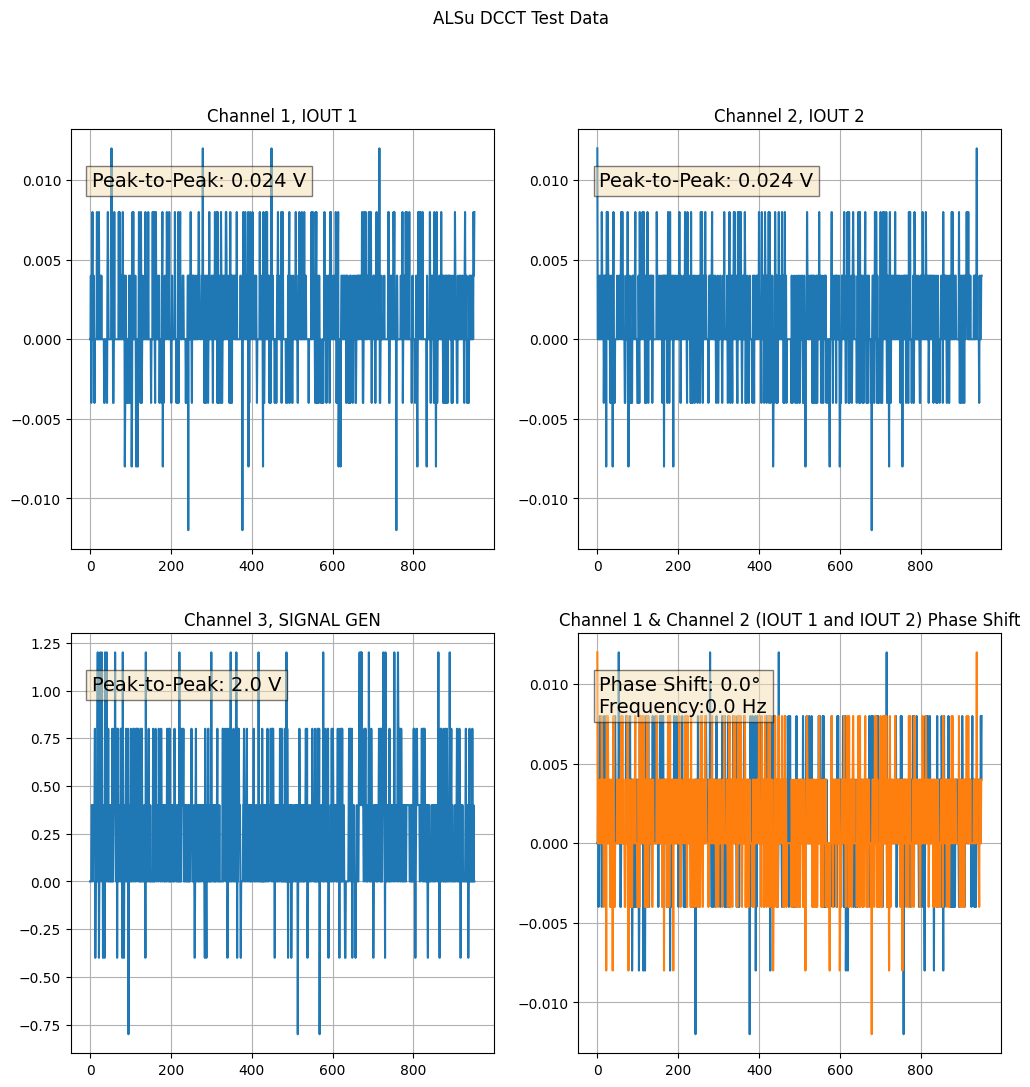 ALSu DCCT Test Data
Channel 1, IOUT 1
Peak-to-Peak: 0.024 V
0.010
0.005
0.000
−0.005
−0.010
0 200 400 600 800
Channel 2, IOUT 2
Peak-to-Peak: 0.024 V
0.010
0.005
0.000
−0.005
−0.010
0 200 400 600 800
Channel 3, SIGNAL GEN
Peak-to-Peak: 2.0 V
1.25
1.00
0.75
0.50
0.25
0.00
−0.25
−0.50
−0.75
0 200 400 600 800
Channel 1 & Channel 2 (IOUT 1 and IOUT 2) Phase Shift
Phase Shift: 0.0°
Frequency:0.0 Hz
0.010
0.005
0.000
−0.005
−0.010
0 200 400 600 800